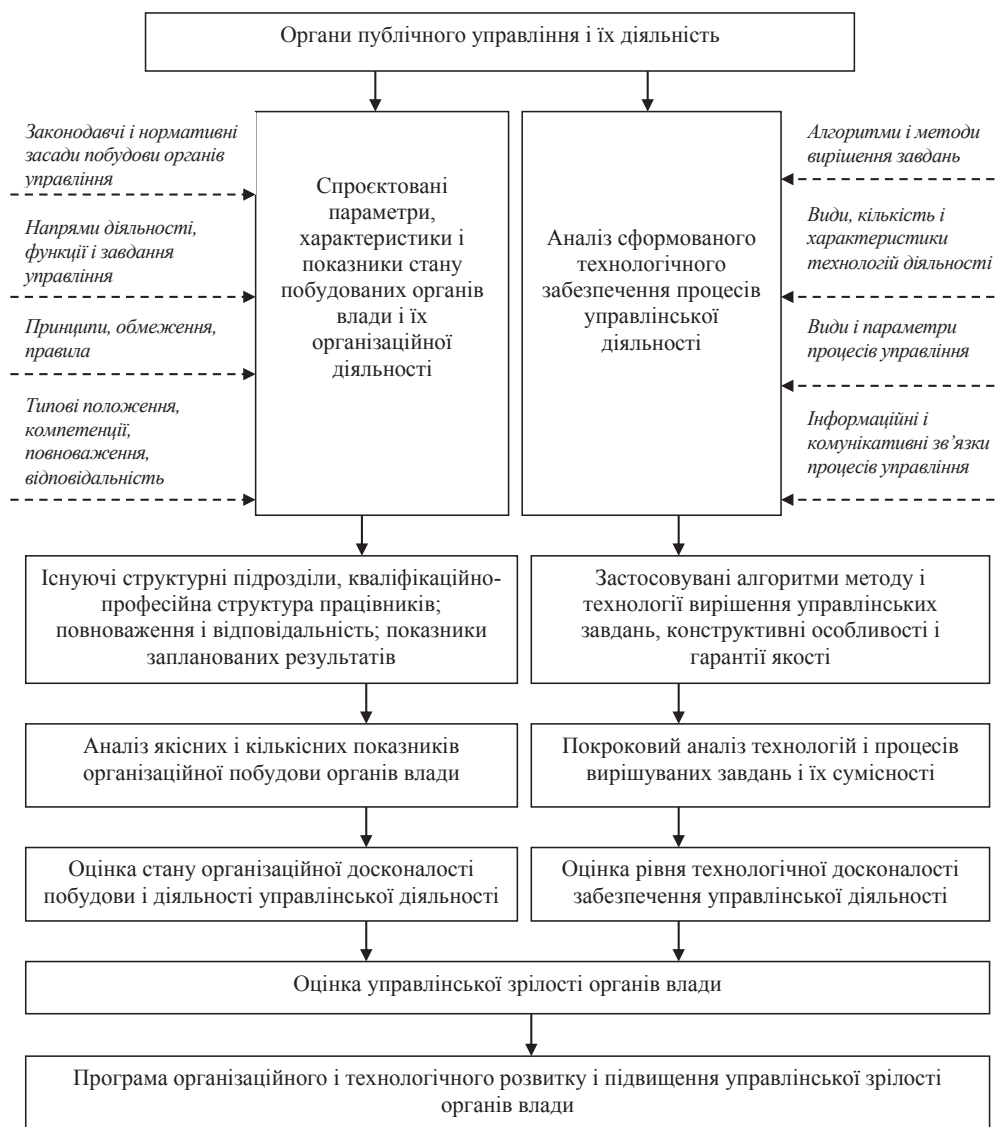 Органи публічного управління і їх діяльність
Законодавчі і нормативні
засади побудови органів
управління
Напрями діяльності,
функції і завдання
управління
Принципи, обмеження,
правила
Типові положення,
компетенції,
повноваження,
відповідальність
Спроєктовані
параметри,
характеристики і
показники стану
побудованих органів
влади і їх
організаційної
діяльності
Аналіз сформованого
технологічного
забезпечення процесів
управлінської
діяльності
Алгоритми і методи
вирішення завдань
Види, кількість і
характеристики
технологій діяльності
Види і параметри
процесів управління
Інформаційні і
комунікативні зв’язки
процесів управління
Існуючі структурні підрозділи, кваліфікаційно-
професійна структура працівників;
повноваження і відповідальність; показники
запланованих результатів
Застосовувані алгоритми методу і
технології вирішення управлінських
завдань, конструктивні особливості і
гарантії якості
Аналіз якісних і кількісних показників
організаційної побудови органів влади
Покроковий аналіз технологій і процесів
вирішуваних завдань і їх сумісності
Оцінка стану організаційної досконалості
побудови і діяльності управлінської діяльності
Оцінка рівня технологічної досконалості
забезпечення управлінської діяльності
Оцінка управлінської зрілості органів влади
Програма організаційного і технологічного розвитку і підвищення управлінської зрілості
органів влади